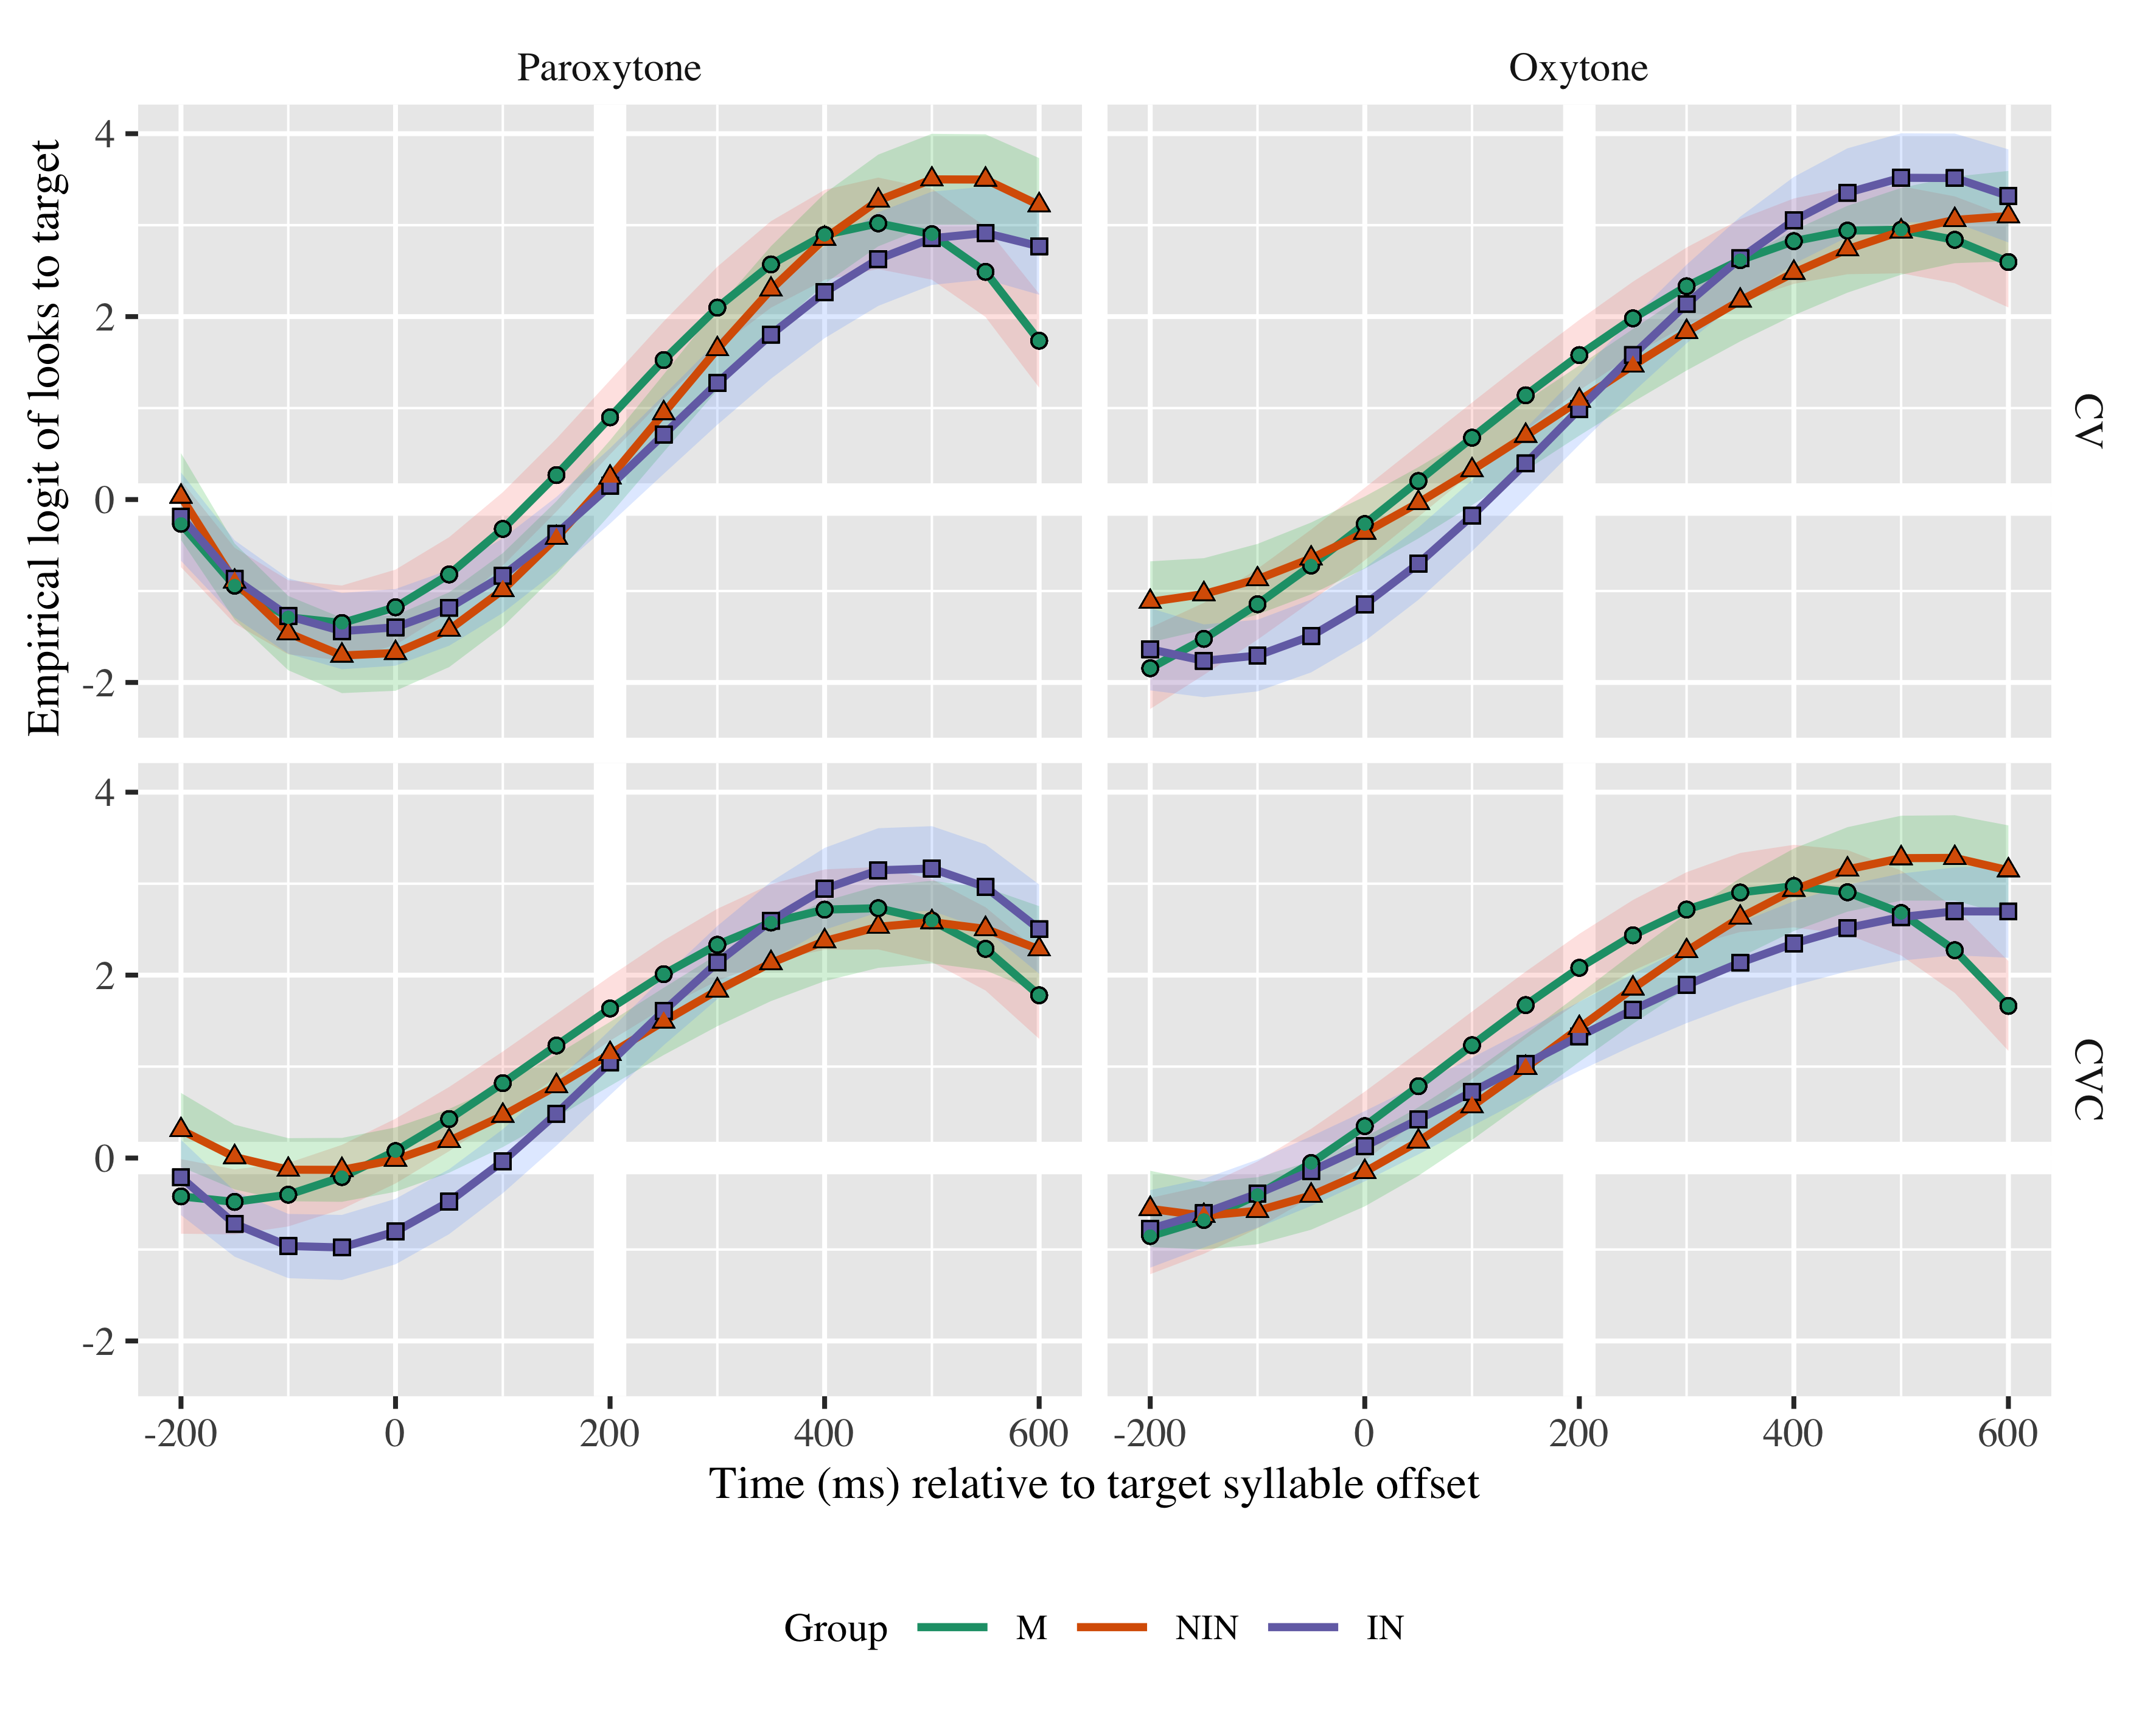 Paroxytone
Oxytone
Empirical logit of looks to target
4
2
0
-2
CV
4
2
0
-2
CVC
-200 0 200 400 600
-200 0 200 400 600
Time (ms) relative to target syllable offset
Group M NIN IN